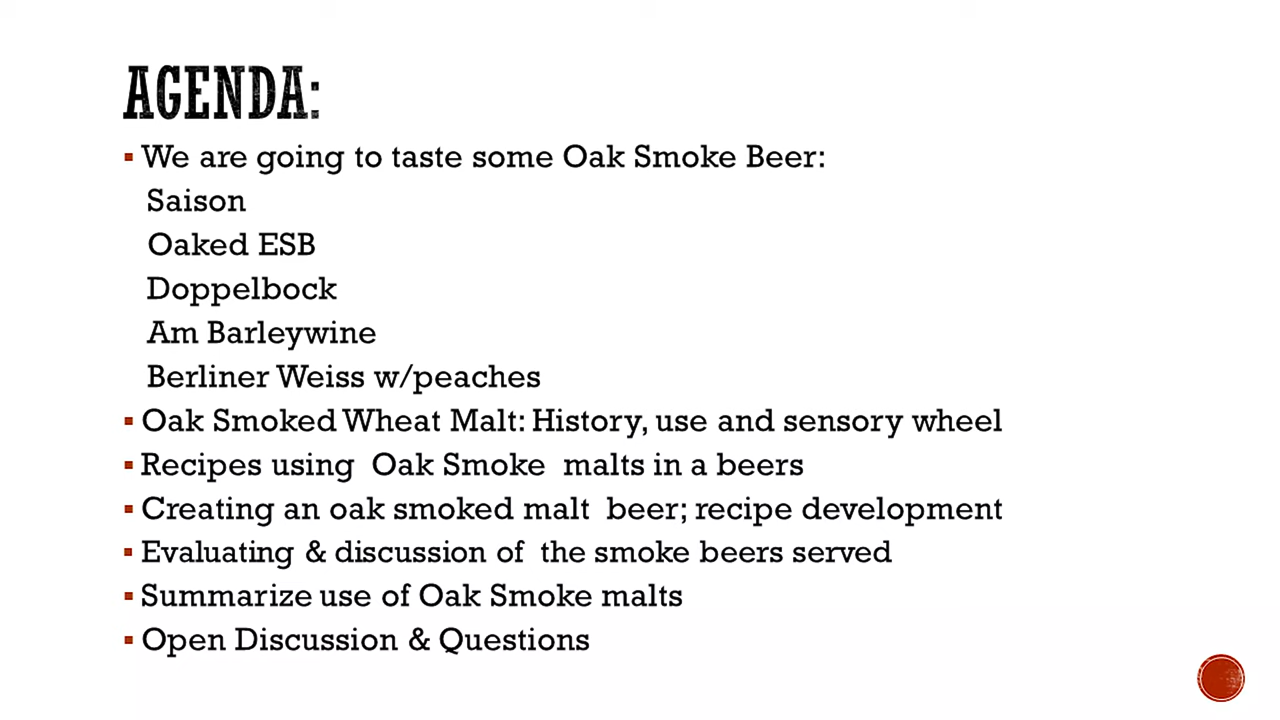 AGENDA:
▪ We are going to taste some Oak Smoke Beer:
Saison
Oaked ESB
Doppelbock
Am Barleywine
Berliner Weiss w/peaches
▪ Oak Smoked Wheat Malt: History, use and sensory wheel
▪ Recipes using  Oak Smoke  malts in a beers
▪ Creating an oak smoked malt  beer; recipe development
▪ Evaluating & discussion of  the smoke beers served
▪ Summarize use of Oak Smoke malts
▪ Open Discussion & Questions